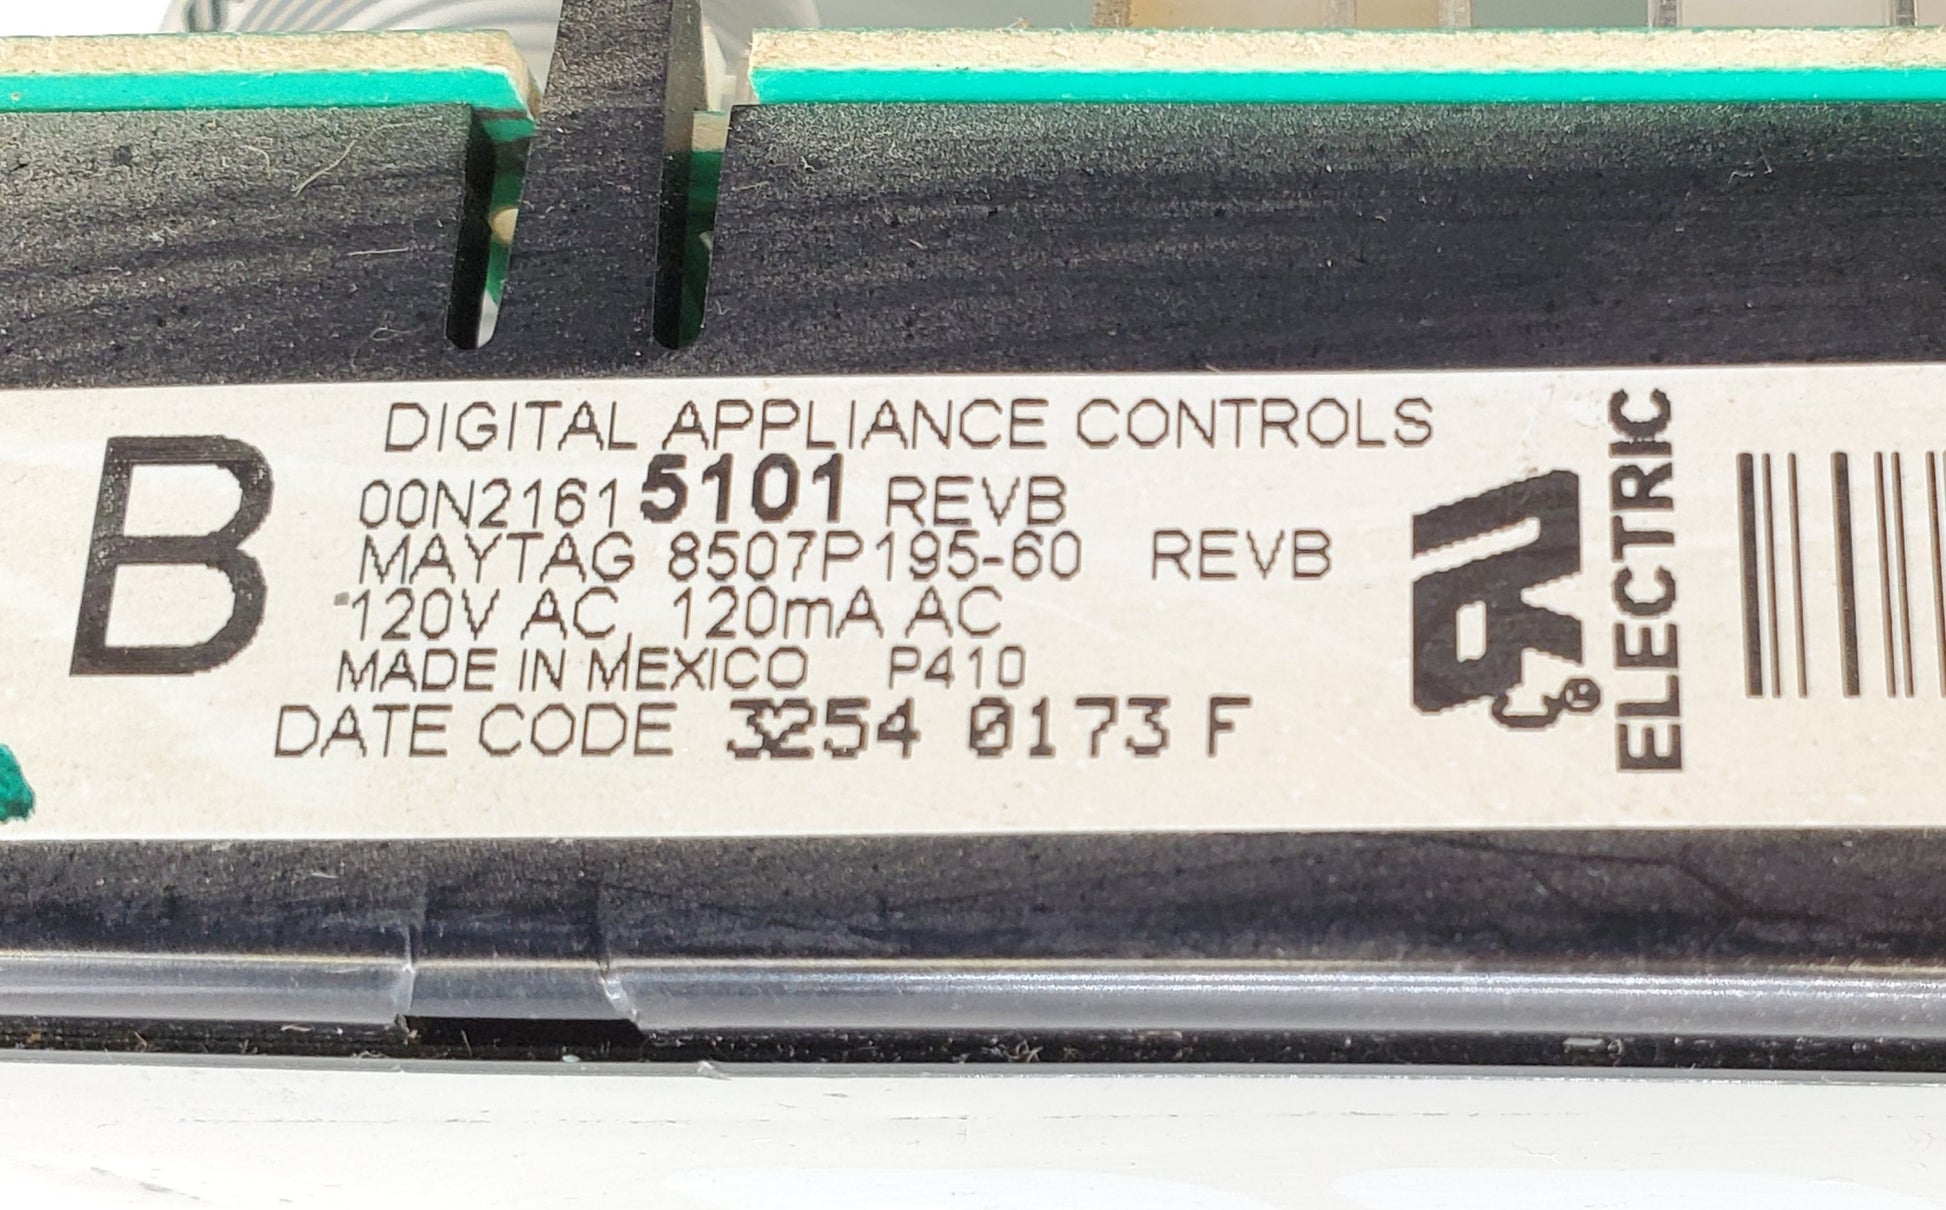 B
DIGITAL APPLIANCE CONTROLS
00N2161 5101 REVB
MAYTAG 8507P195-60 REVB
120V AC, 120mA AC
MADE IN MEXICO P410
DATE CODE 3254 0173 F
ELECTRIC